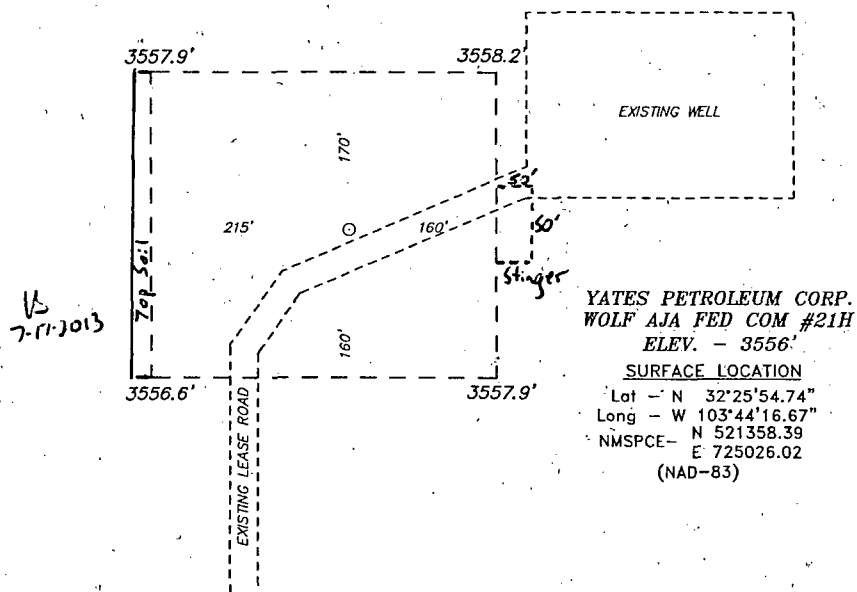 3557.9'
3558.2'
EXISTING WELL
170'
50'
215'
160'
50'
Stinger
Top Soil
7-17-2013
160'
3556.6'
3557.9'
EXISTING LEASE ROAD
YATES PETROLEUM CORP.
WOLF AJA FED COM #21H
ELEV. - 3556'
SURFACE LOCATION
Lat - N 32°25'54.74"
Long - W 103°44'16.67"
NMSPCE- N 521358.39
E 725026.02
(NAD-83)